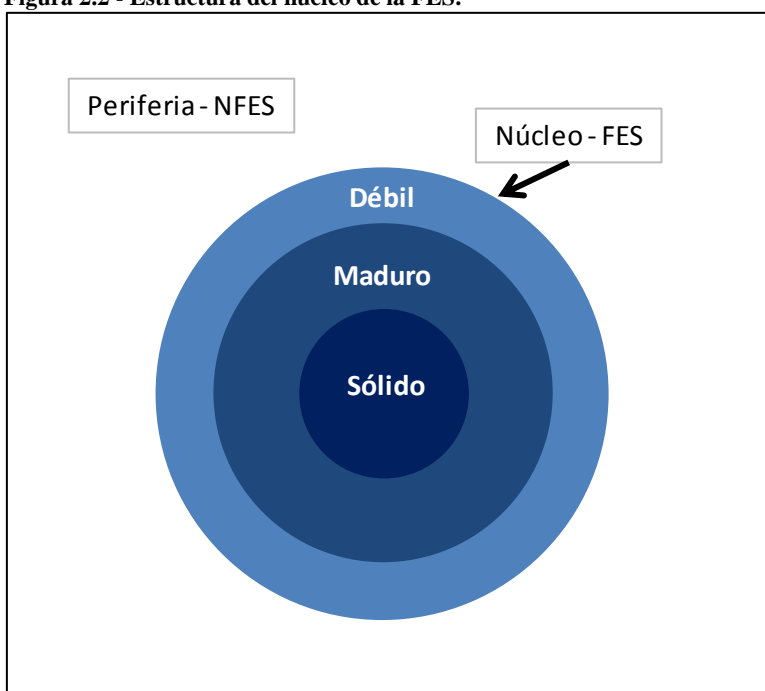 Figura 2.2 - Estructura del núcleo de la FES.
Periferia - NFES
Núcleo - FES
Débil
Maduro
Sólido